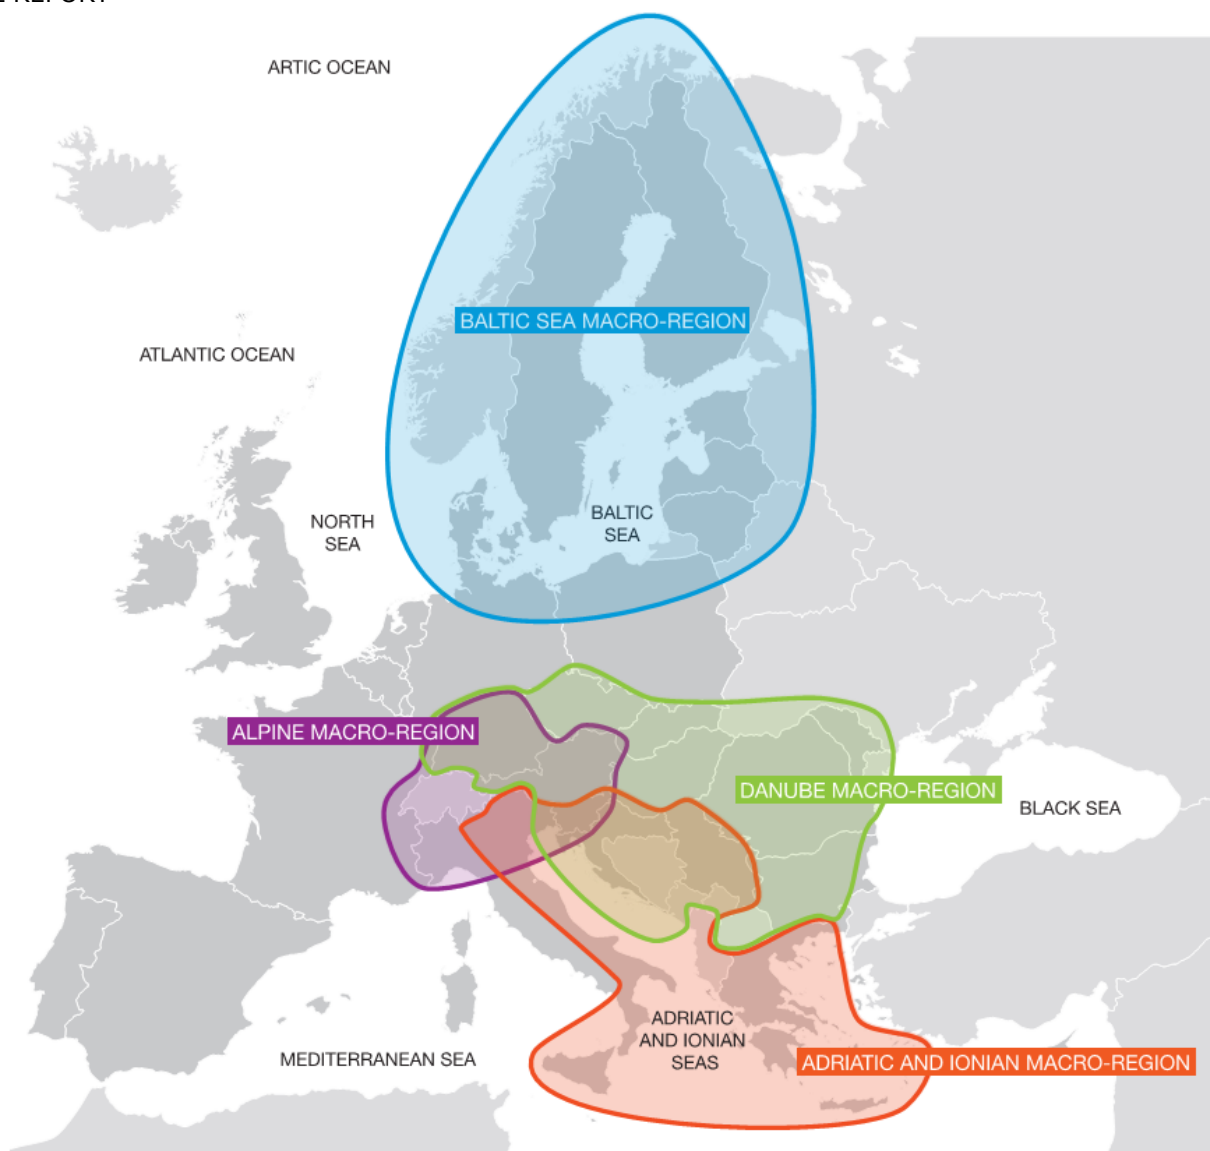 ARTIC OCEAN
BALTIC SEA MACRO-REGION
ATLANTIC OCEAN
NORTH
SEA
BALTIC
SEA
ALPINE MACRO-REGION
DANUBE MACRO-REGION
BLACK SEA
ADRIATIC
AND IONIAN
SEAS
MEDITERRANEAN SEA
ADRIATIC AND IONIAN MACRO-REGION